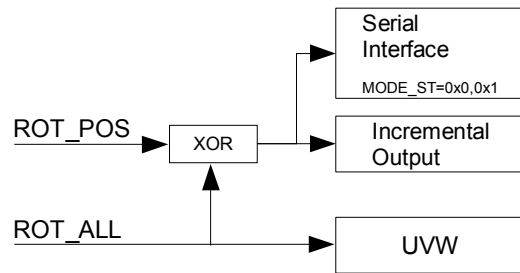 Serial
Interface
MODE_ST=0x0,0x1
ROT_POS
XOR
Incremental
Output
ROT_ALL
UVW